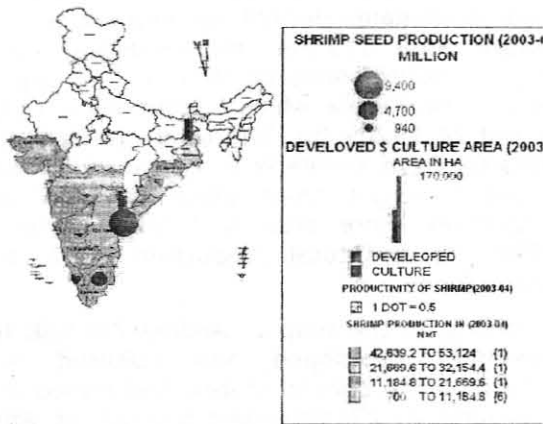 SHRIMP SEED PRODUCTION (2003-0
MILLION
9,400
4,700
940
DEVELOVED $ CULTURE AREA (2003
AREA IN HA
170,000
DEVELEOPED
CULTURE
PRODUCTIVITY OF SHIRMP(2003-04)
1 DOT = 0.5
SHRIMP PRODUCTION IN (2003-04)
NMT
42,639.2 TO 53,124 (1)
21,669.6 TO 32,154.4 (1)
11,184.8 TO 21,669.6 (1)
700 TO 11,184.8 (6)